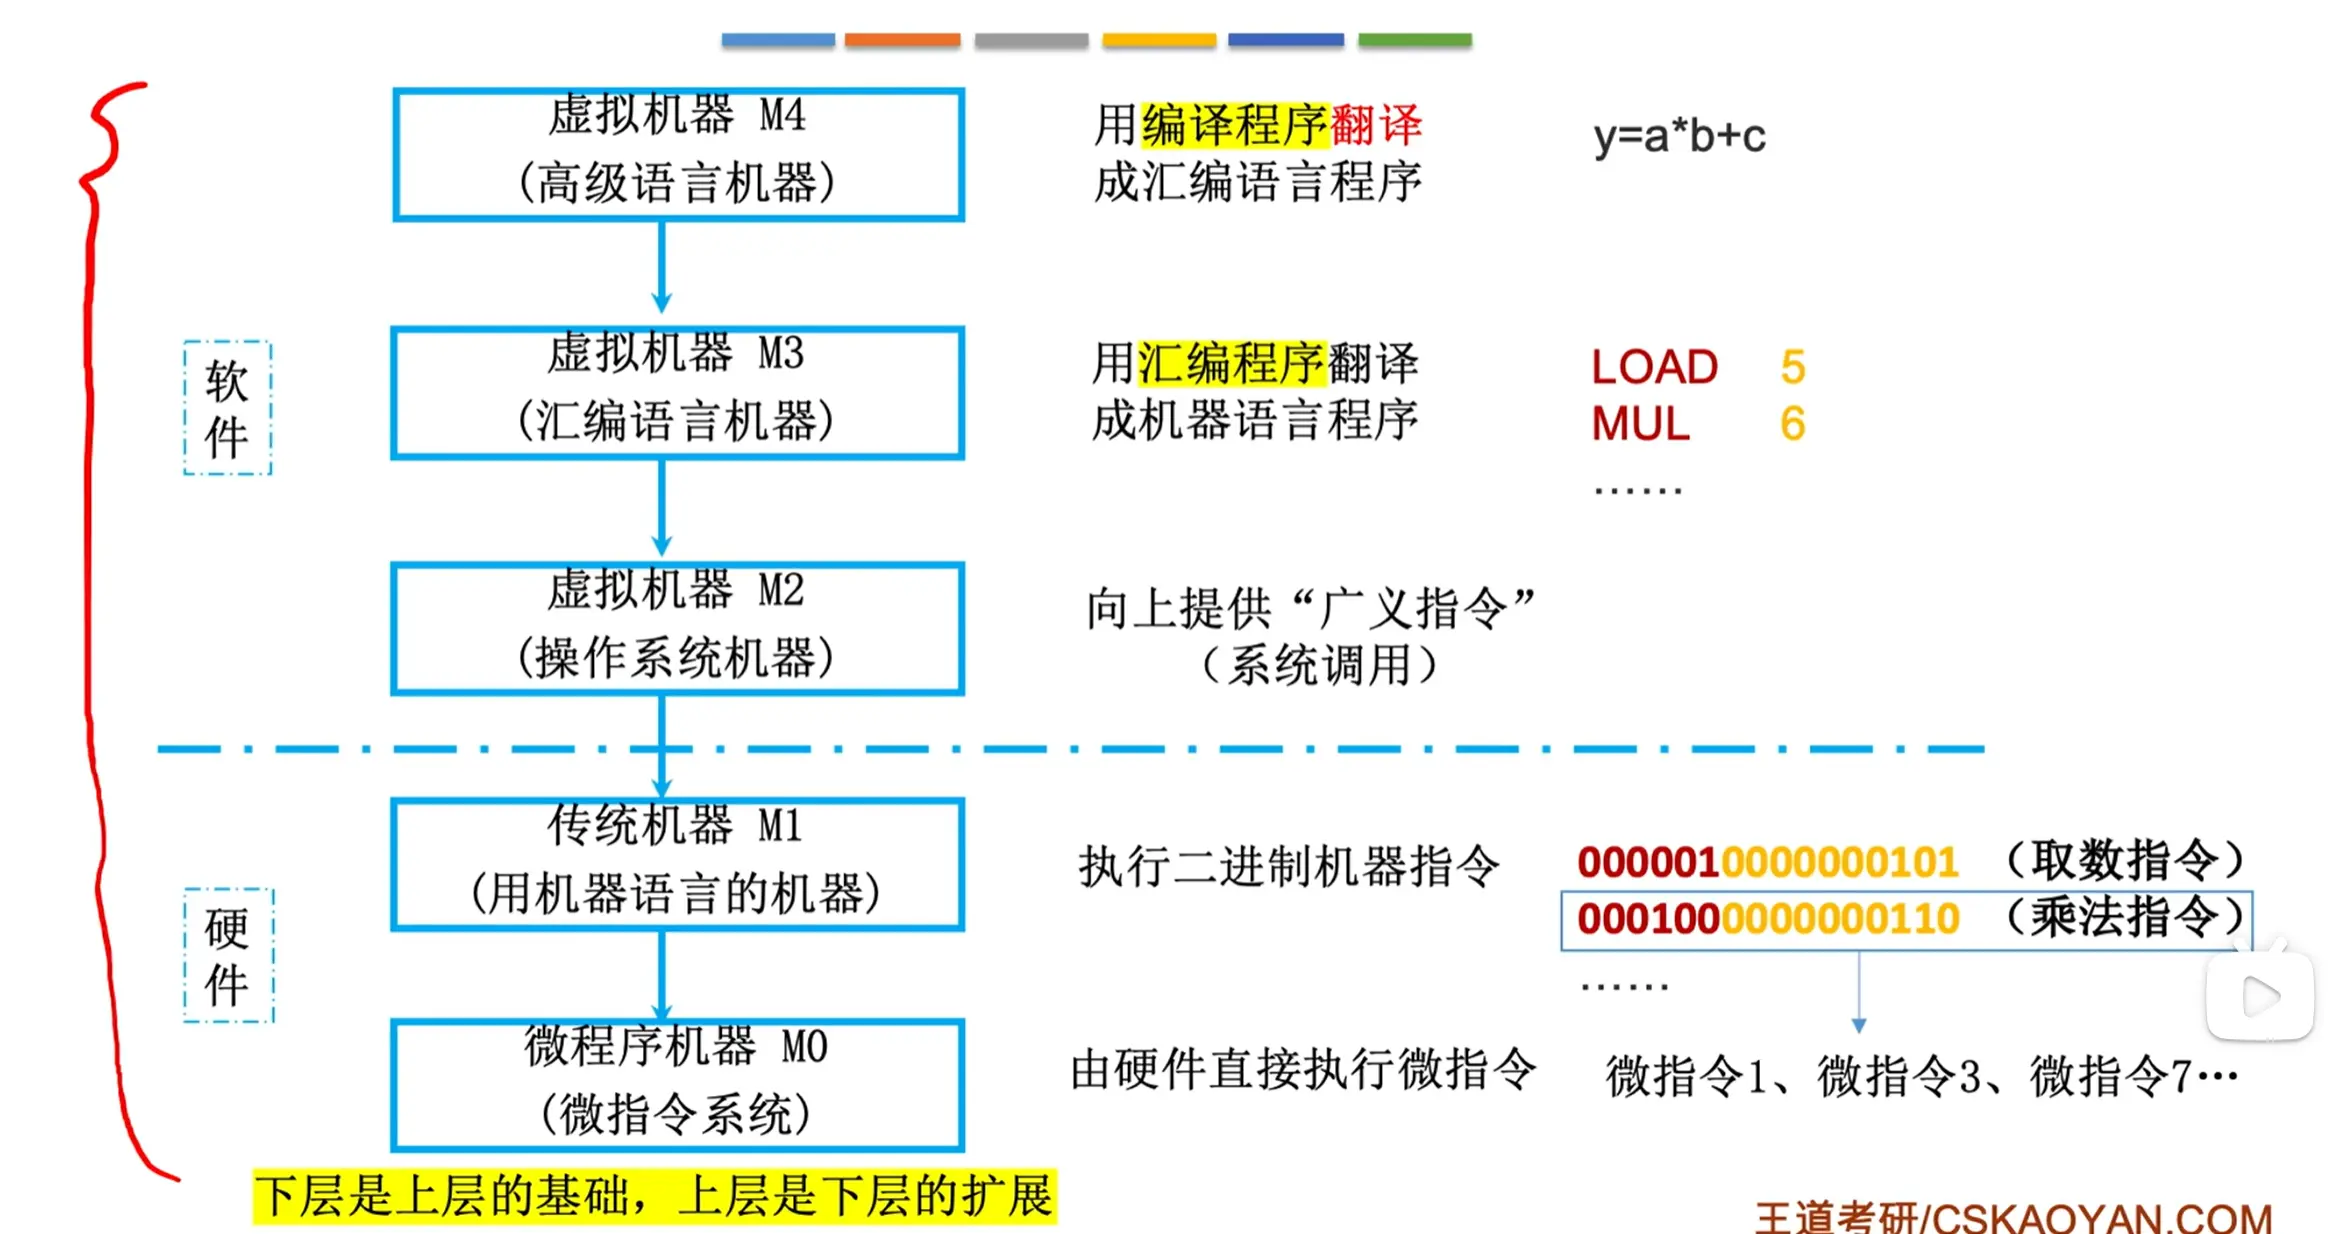 虚拟机器 M4
(高级语言机器)
用编译程序翻译
成汇编语言程序
y=a*b+c
软件
虚拟机器 M3
(汇编语言机器)
用汇编程序翻译
成机器语言程序
LOAD 5
MUL 6
……
虚拟机器 M2
(操作系统机器)
向上提供“广义指令”
（系统调用）
硬件
传统机器 M1
(用机器语言的机器)
执行二进制机器指令
0000010000000101 （取数指令）
0001000000000110 （乘法指令）
……
微程序机器 M0
(微指令系统)
由硬件直接执行微指令
微指令1、微指令3、微指令7…
下层是上层的基础，上层是下层的扩展
王道考研/CSKAOYAN.COM